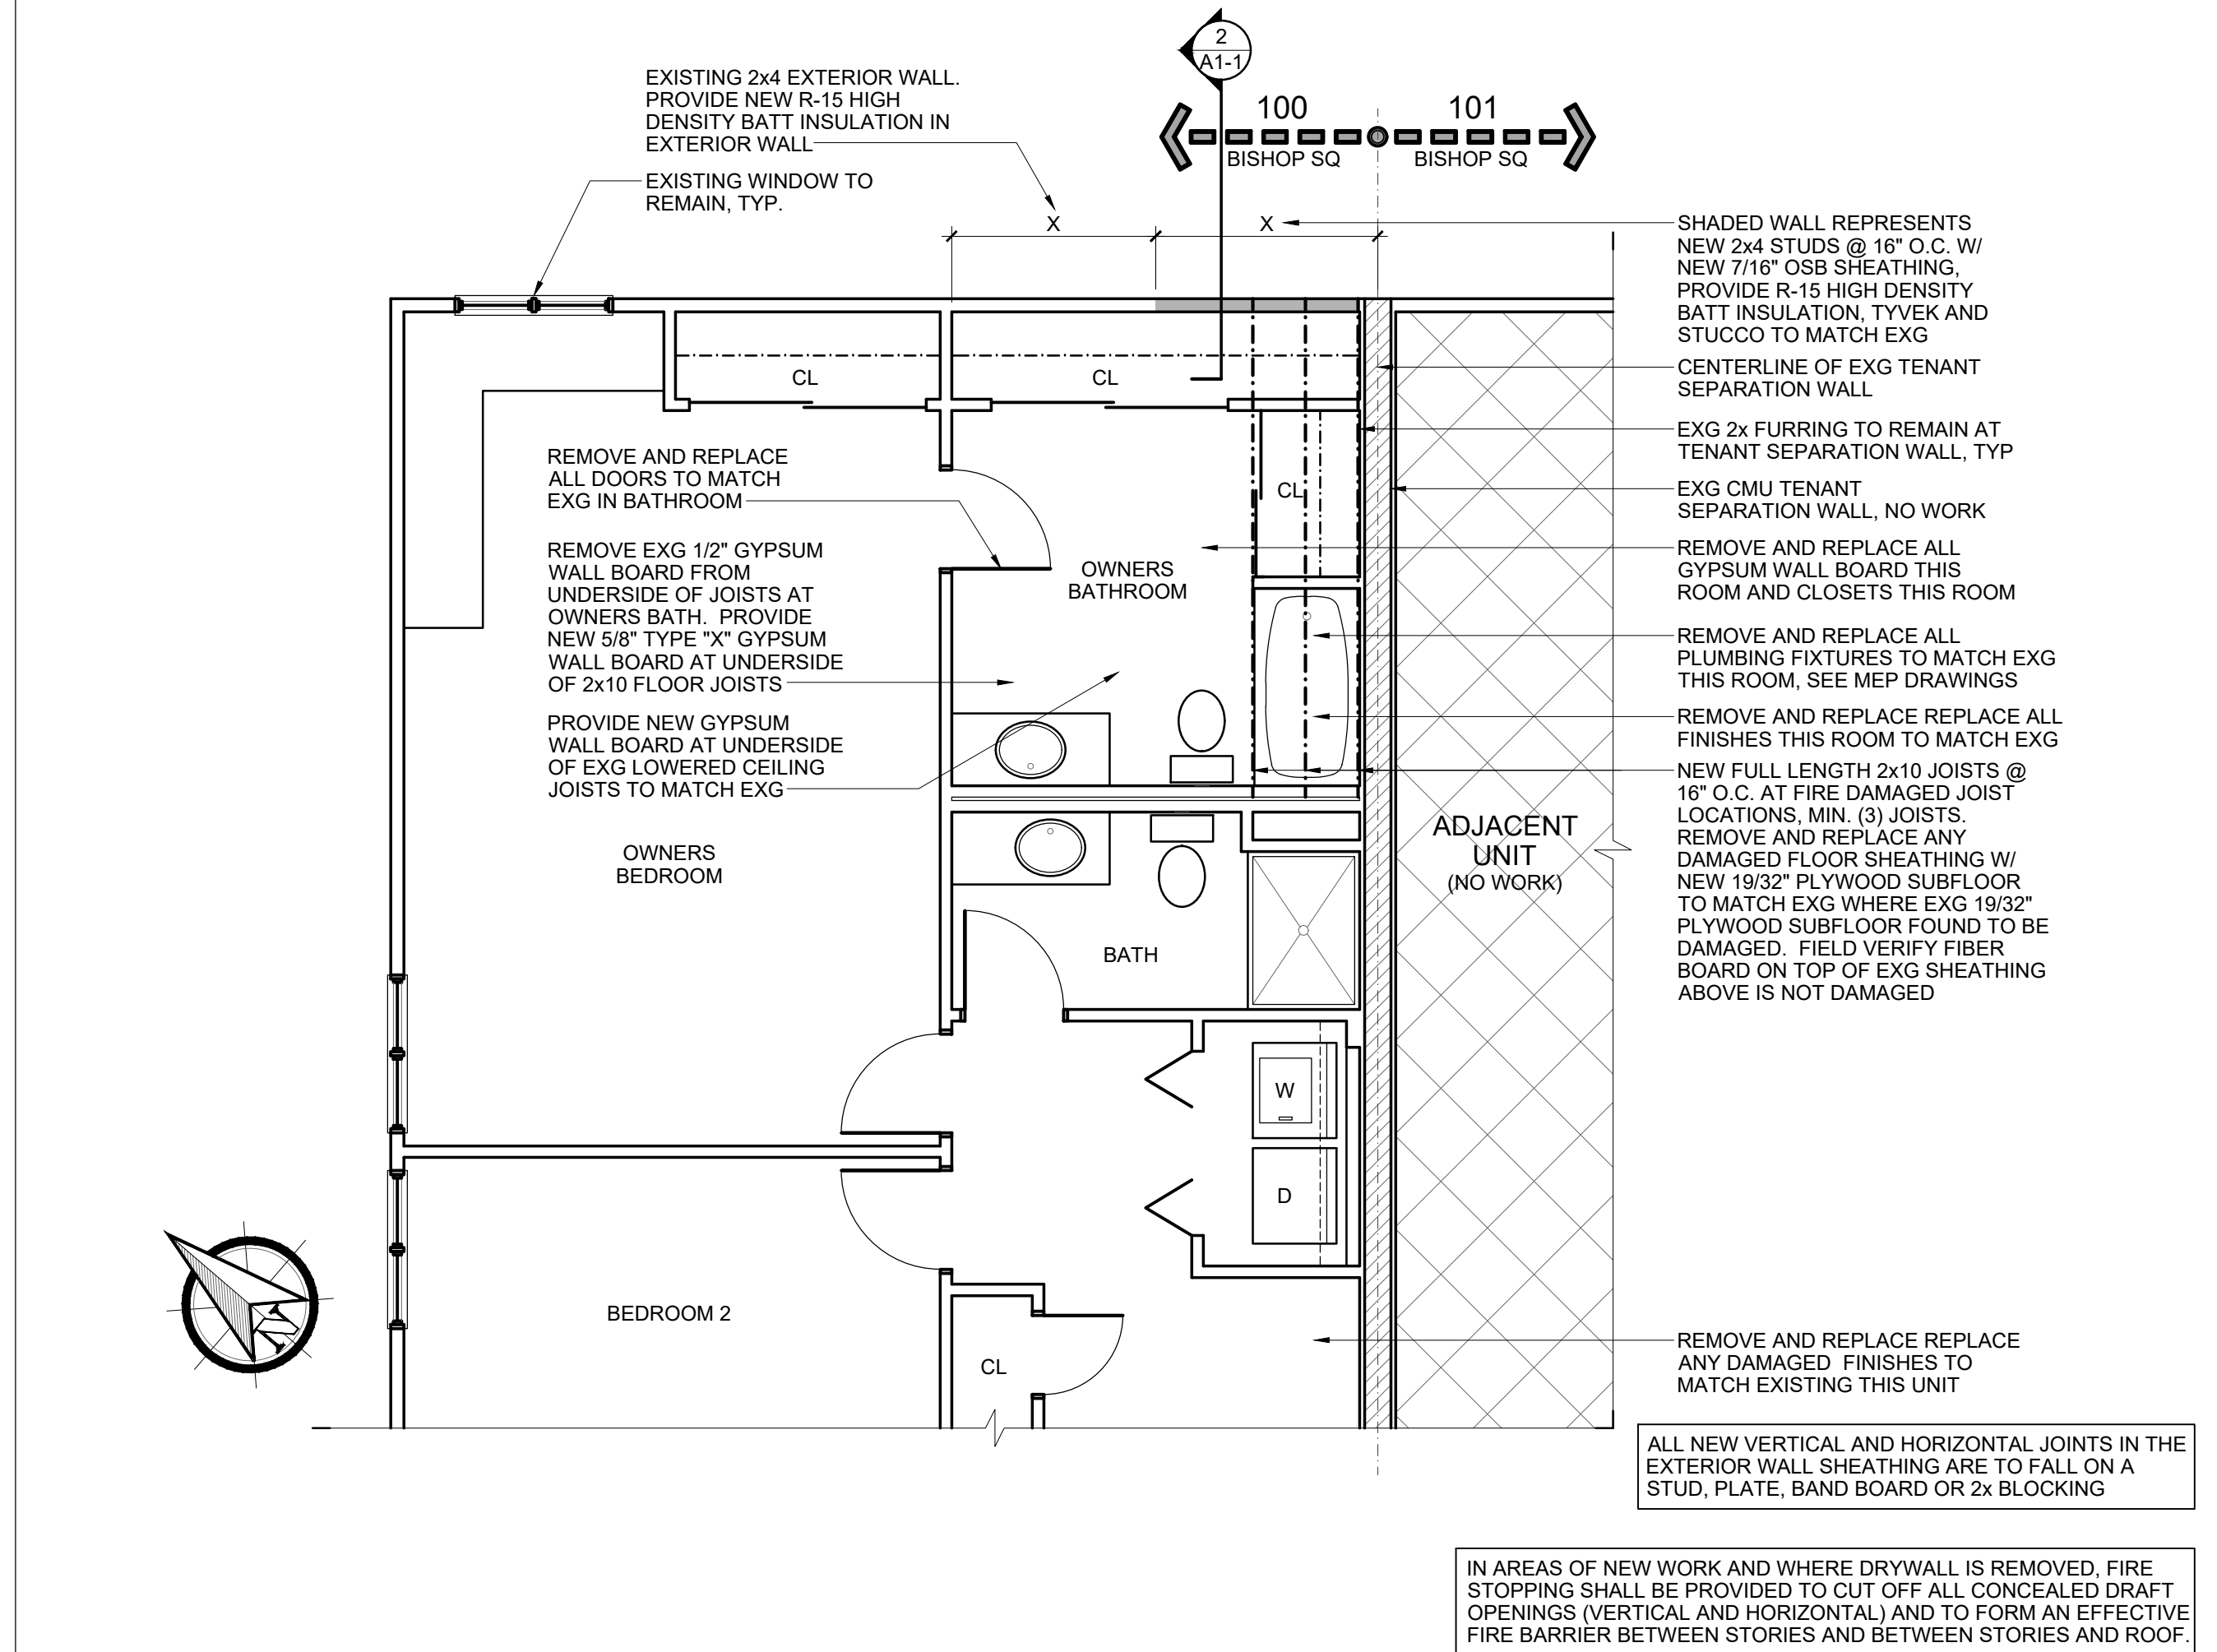 2
A1-1
100
101
BISHOP SQ
BISHOP SQ
EXISTING 2x4 EXTERIOR WALL.
PROVIDE NEW R-15 HIGH
DENSITY BATT INSULATION IN
EXTERIOR WALL
EXISTING WINDOW TO
REMAIN, TYP.
X
X
SHADED WALL REPRESENTS
NEW 2x4 STUDS @ 16" O.C. W/
NEW 7/16" OSB SHEATHING,
PROVIDE R-15 HIGH DENSITY
BATT INSULATION, TYVEK AND
STUCCO TO MATCH EXG
CENTERLINE OF EXG TENANT
SEPARATION WALL
EXG 2x FURRING TO REMAIN AT
TENANT SEPARATION WALL, TYP
EXG CMU TENANT
SEPARATION WALL, NO WORK
REMOVE AND REPLACE ALL
GYPSUM WALL BOARD THIS
ROOM AND CLOSETS THIS ROOM
REMOVE AND REPLACE ALL
PLUMBING FIXTURES TO MATCH EXG
THIS ROOM, SEE MEP DRAWINGS
REMOVE AND REPLACE REPLACE ALL
FINISHES THIS ROOM TO MATCH EXG
NEW FULL LENGTH 2x10 JOISTS @
16" O.C. AT FIRE DAMAGED JOIST
LOCATIONS, MIN. (3) JOISTS.
REMOVE AND REPLACE ANY
DAMAGED FLOOR SHEATHING W/
NEW 19/32" PLYWOOD SUBFLOOR
TO MATCH EXG WHERE EXG 19/32"
PLYWOOD SUBFLOOR FOUND TO BE
DAMAGED. FIELD VERIFY FIBER
BOARD ON TOP OF EXG SHEATHING
ABOVE IS NOT DAMAGED
CL
CL
CL
REMOVE AND REPLACE
ALL DOORS TO MATCH
EXG IN BATHROOM
REMOVE EXG 1/2" GYPSUM
WALL BOARD FROM
UNDERSIDE OF JOISTS AT
OWNERS BATH. PROVIDE
NEW 5/8" TYPE "X" GYPSUM
WALL BOARD AT UNDERSIDE
OF 2x10 FLOOR JOISTS
PROVIDE NEW GYPSUM
WALL BOARD AT UNDERSIDE
OF EXG LOWERED CEILING
JOISTS TO MATCH EXG
OWNERS
BATHROOM
OWNERS
BEDROOM
ADJACENT
UNIT
(NO WORK)
BATH
W
D
BEDROOM 2
CL
N
REMOVE AND REPLACE REPLACE
ANY DAMAGED FINISHES TO
MATCH EXISTING THIS UNIT
ALL NEW VERTICAL AND HORIZONTAL JOINTS IN THE
EXTERIOR WALL SHEATHING ARE TO FALL ON A
STUD, PLATE, BAND BOARD OR 2x BLOCKING
IN AREAS OF NEW WORK AND WHERE DRYWALL IS REMOVED, FIRE
STOPPING SHALL BE PROVIDED TO CUT OFF ALL CONCEALED DRAFT
OPENINGS (VERTICAL AND HORIZONTAL) AND TO FORM AN EFFECTIVE
FIRE BARRIER BETWEEN STORIES AND BETWEEN STORIES AND ROOF.